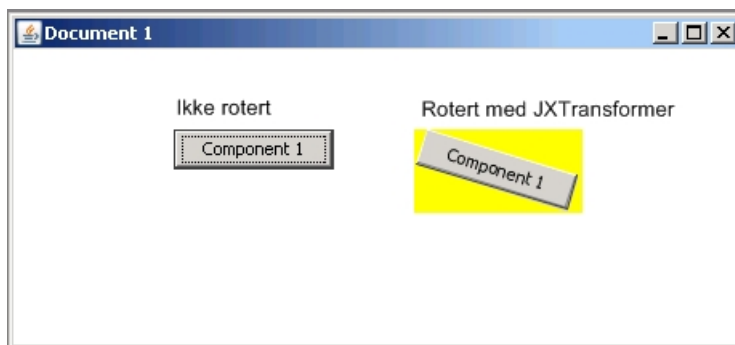 Document 1
Ikke rotert
Rotert med JXTransformer
Component 1
Component 1